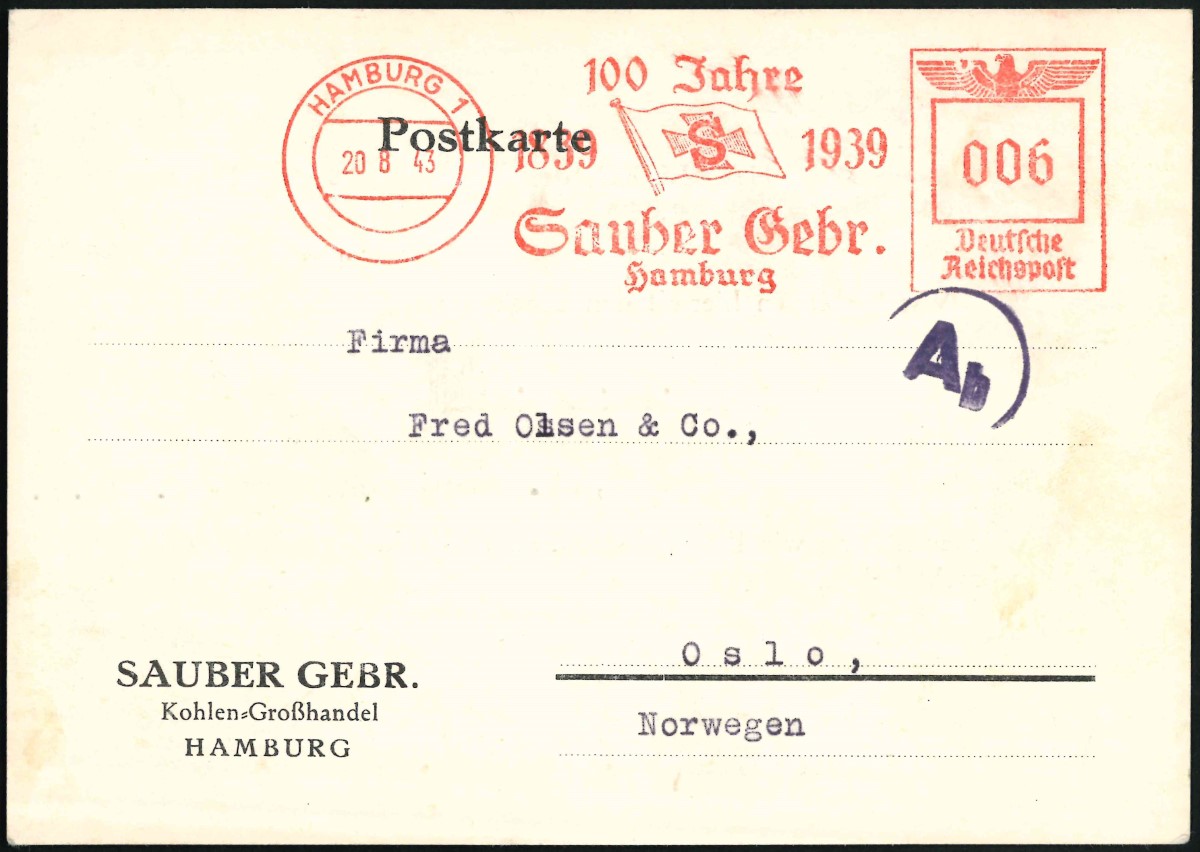 HAMBURG 1
20 8 43
Postkarte
100 Jahre
1839 S 1939
Sauber Gebr.
Hamburg
006
Deutsche
Reichspost
Ab
Firma
Fred Olsen & Co.,
Oslo,
Norwegen
SAUBER GEBR.
Kohlen-Großhandel
HAMBURG